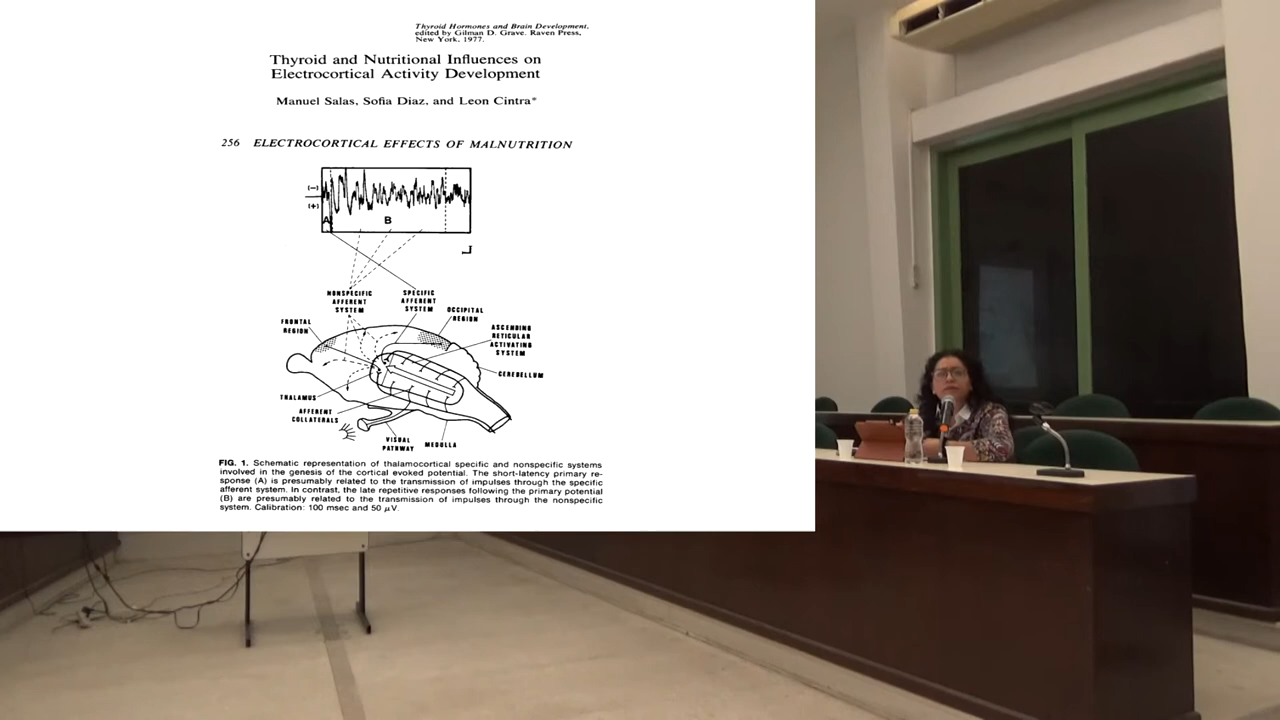 Thyroid Hormones and Brain Development,
edited by Gilman D. Grave. Raven Press,
New York, 1977.
Thyroid and Nutritional Influences on
Electrocortical Activity Development
Manuel Salas, Sofia Diaz, and Leon Cintra*
256 ELECTROCORTICAL EFFECTS OF MALNUTRITION
(-)
(+)
A
B
NONSPECIFIC
AFFERENT
SYSTEM
SPECIFIC
AFFERENT
SYSTEM
OCCIPITAL
REGION
FRONTAL
REGION
ASCENDING
RETICULAR
ACTIVATING
SYSTEM
CEREBELLUM
THALAMUS
AFFERENT
COLLATERALS
VISUAL
PATHWAY
MEDULLA
FIG. 1. Schematic representation of thalamocortical specific and nonspecific systems
involved in the genesis of the cortical evoked potential. The short-latency primary re-
sponse (A) is presumably related to the transmission of impulses through the specific
afferent system. In contrast, the late repetitive responses following the primary potential
(B) are presumably related to the transmission of impulses through the nonspecific
system. Calibration: 100 msec and 50 μV.